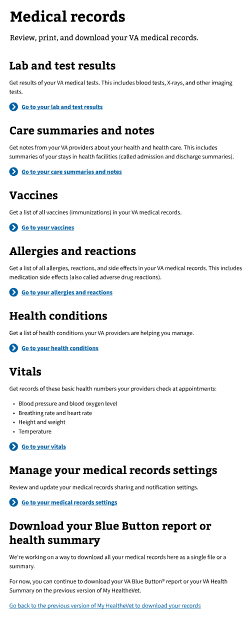 Medical records
Review, print, and download your VA medical records.
Lab and test results
Get results of your VA medical tests. This includes blood tests, X-rays, and other imaging
tests.
Go to your lab and test results
Care summaries and notes
Get notes from your VA providers about your health and health care. This includes
summaries of your stays in health facilities (called admission and discharge summaries).
Go to your care summaries and notes
Vaccines
Get a list of all vaccines (immunizations) in your VA medical records.
Go to your vaccines
Allergies and reactions
Get a list of all allergies, reactions, and side effects in your VA medical records. This includes
medication side effects (also called adverse drug reactions).
Go to your allergies and reactions
Health conditions
Get a list of health conditions your VA providers are helping you manage.
Go to your health conditions
Vitals
Get records of these basic health numbers your providers check at appointments:
• Blood pressure and blood oxygen level
• Breathing rate and heart rate
• Height and weight
• Temperature
Go to your vitals
Manage your medical records settings
Review and update your medical records sharing and notification settings.
Go to your medical records settings
Download your Blue Button report or
health summary
We're working on a way to download all your medical records here as a single file or a
summary.
For now, you can continue to download your VA Blue Button® report or your VA Health
Summary on the previous version of My HealtheVet.
Go back to the previous version of My HealtheVet to download your records